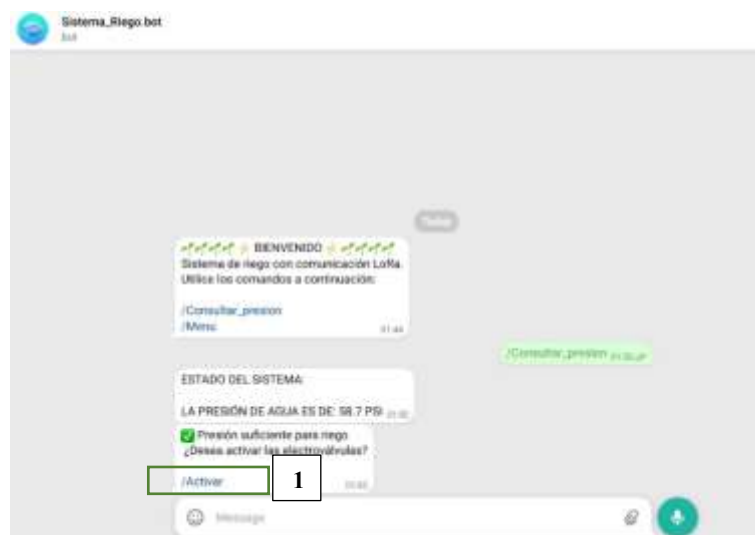 Sistema_Riego.bot
bot
Today
BIENVENIDO
Sistema de riego con comunicación LoRa.
Utilice los comandos a continuación:
/Consultar_presion
/Menu
01:44
/Consultar_presion
ESTADO DEL SISTEMA:
LA PRESIÓN DE AGUA ES DE: 58.7 PSI
✅ Presión suficiente para riego
¿Desea activar las electroválvulas?
/Activar
1
Message